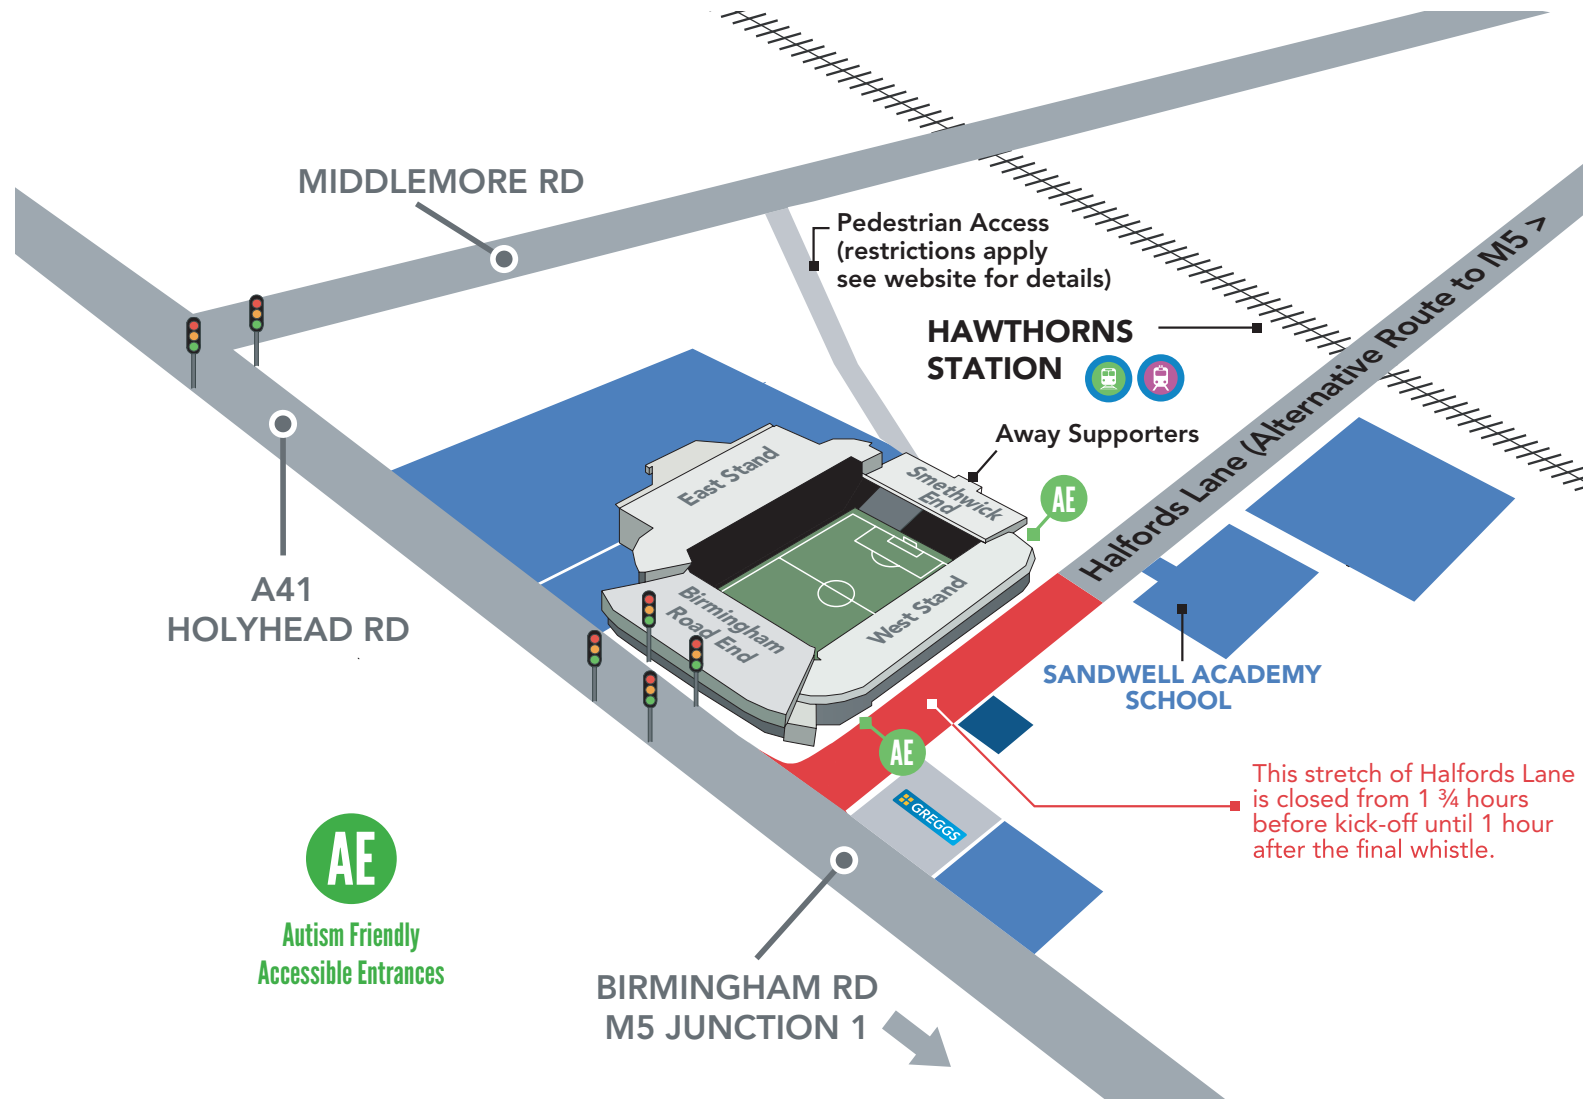 MIDDLEMORE RD
Pedestrian Access
(restrictions apply
see website for details)
HAWTHORNS
STATION
Halfords Lane (Alternative Route to M5 >
Away Supporters
East Stand
Smethwick
End
AE
A41
HOLYHEAD RD
Birmingham
Road End
West Stand
SANDWELL ACADEMY
SCHOOL
AE
This stretch of Halfords Lane
is closed from 1 ¾ hours
before kick-off until 1 hour
after the final whistle.
GREGGS
AE
Autism Friendly
Accessible Entrances
BIRMINGHAM RD
M5 JUNCTION 1